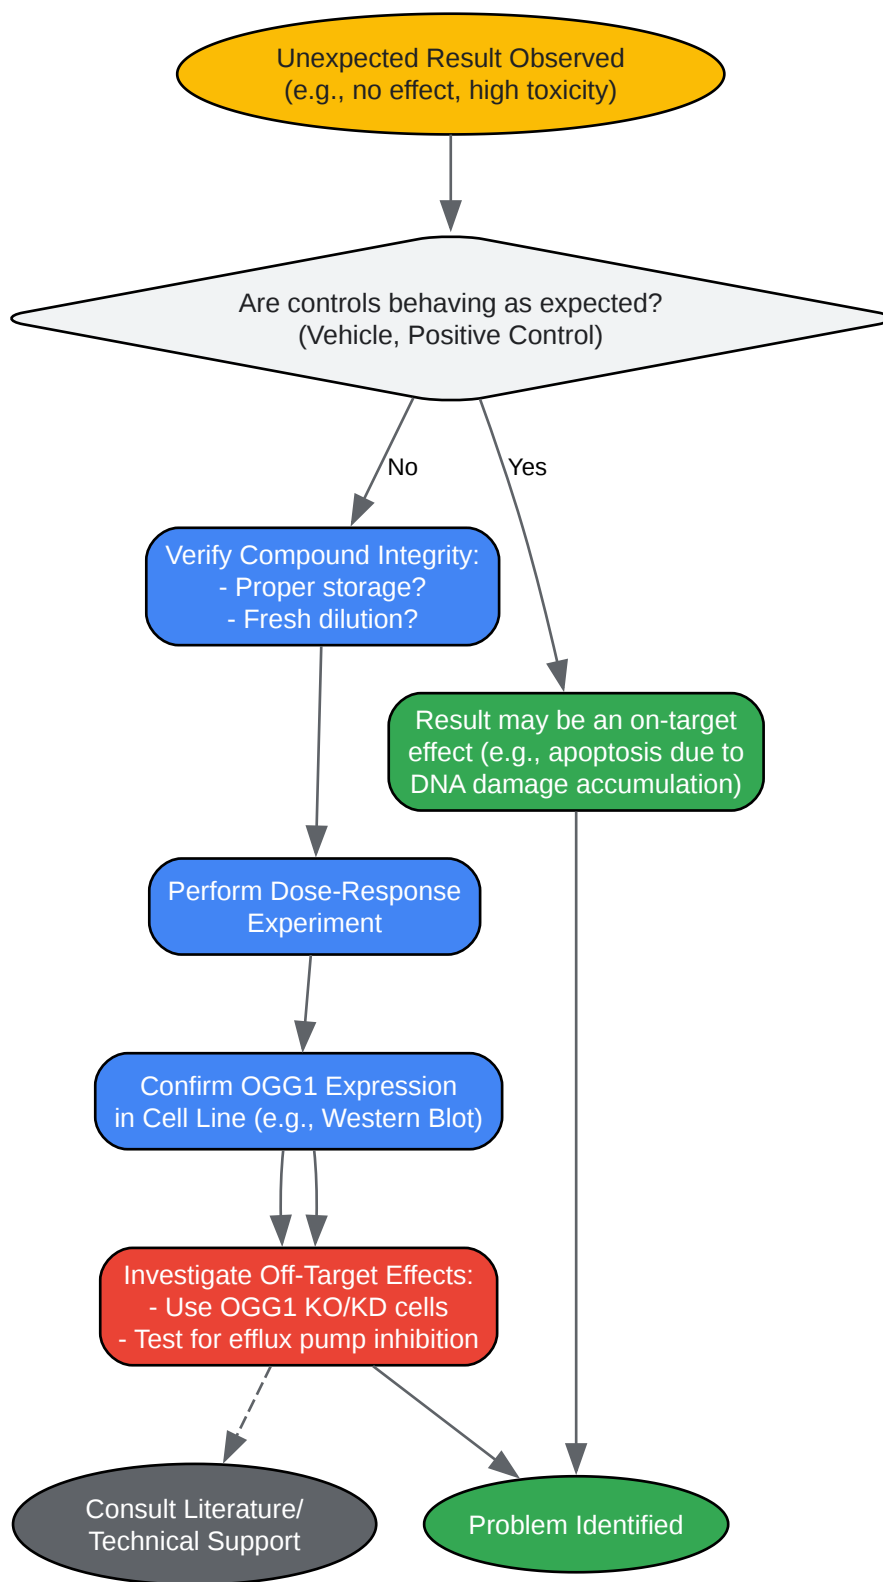 Unexpected Result Observed
(e.g., no effect, high toxicity)
Are controls behaving as expected?
(Vehicle, Positive Control)
No
Yes
Verify Compound Integrity:
- Proper storage?
- Fresh dilution?
Result may be an on-target
effect (e.g., apoptosis due to
DNA damage accumulation)
Perform Dose-Response
Experiment
Confirm OGG1 Expression
in Cell Line (e.g., Western Blot)
Investigate Off-Target Effects:
- Use OGG1 KO/KD cells
- Test for efflux pump inhibition
Consult Literature/
Technical Support
Problem Identified